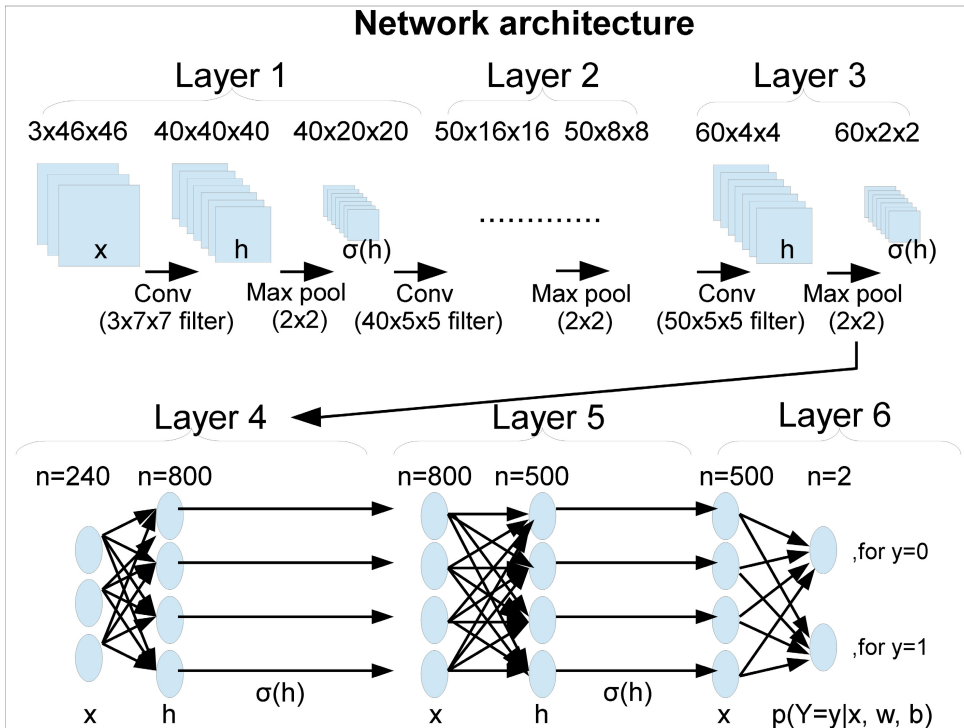 Network architecture
Layer 1 Layer 2 Layer 3
3x46x46 40x40x40 40x20x20 50x16x16 50x8x8 60x4x4 60x2x2
.............
x h σ(h) h σ(h)
Conv Max pool Conv Max pool Conv Max pool
(3x7x7 filter) (2x2) (40x5x5 filter) (2x2) (50x5x5 filter) (2x2)
Layer 4 Layer 5 Layer 6
n=240 n=800 n=800 n=500 n=500 n=2
,for y=0
,for y=1
σ(h) σ(h)
x h x h x p(Y=y|x, w, b)